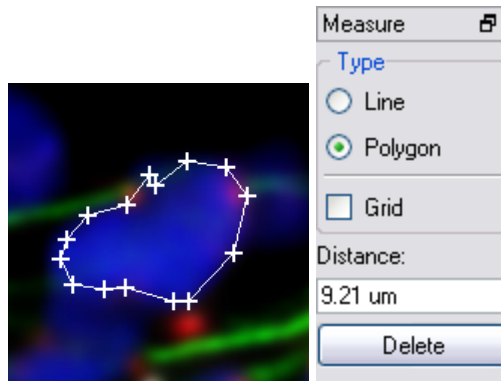 Measure
Type
Line
Polygon
Grid
Distance:
9.21 um
Delete